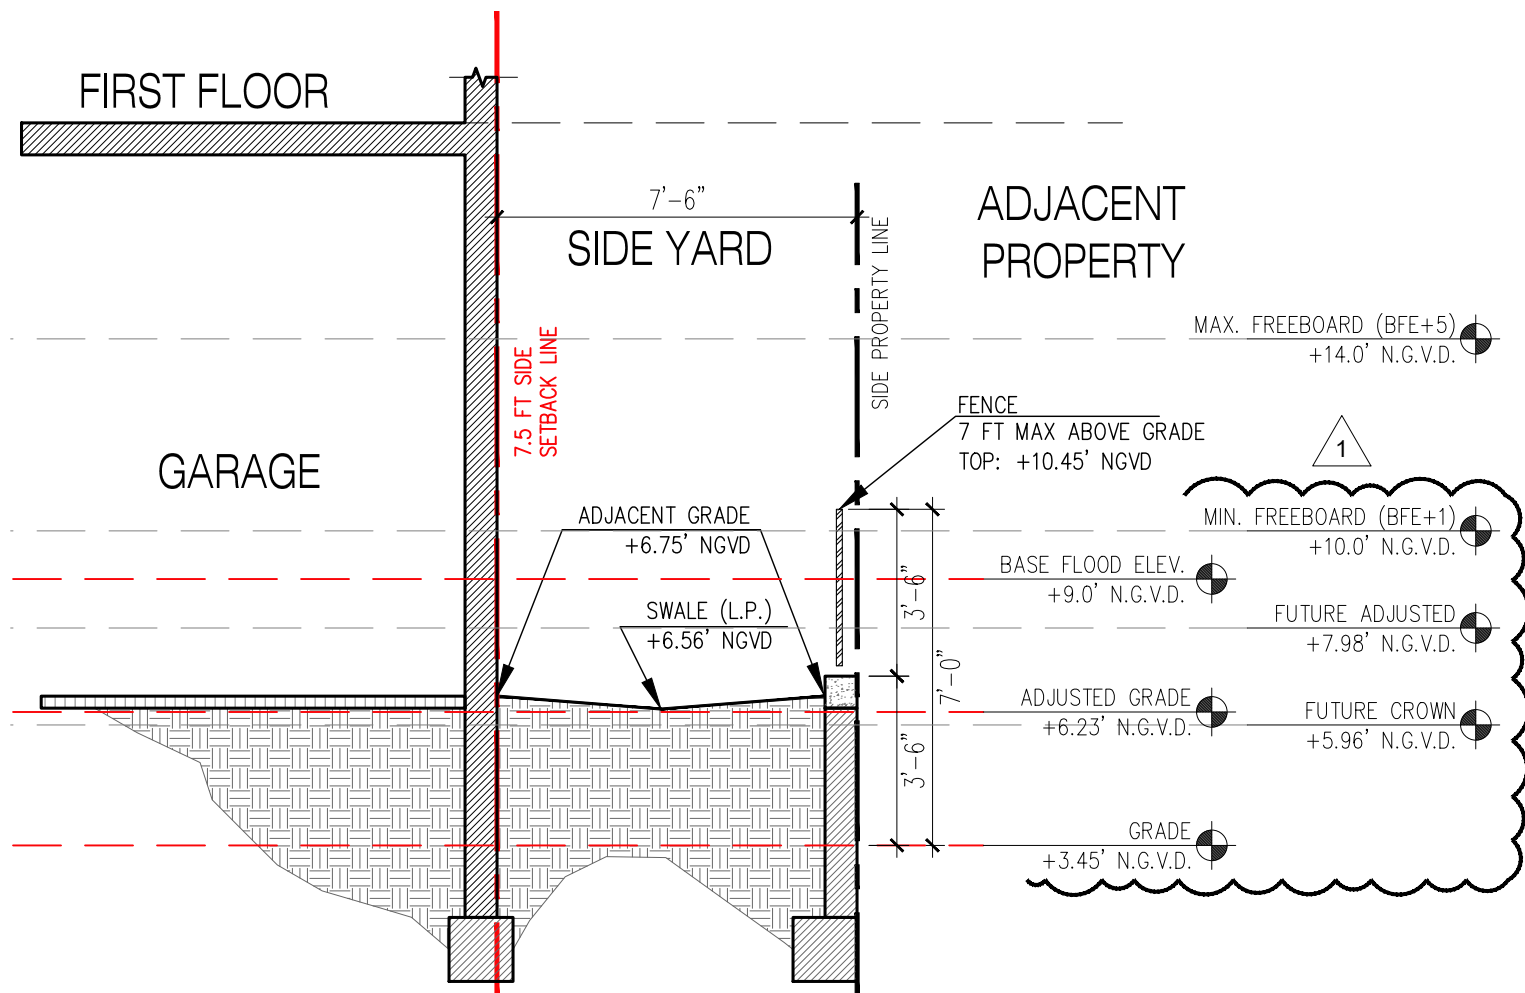 FIRST FLOOR
7'-6"
SIDE YARD
ADJACENT
PROPERTY
SIDE PROPERTY LINE
7.5 FT SIDE
SETBACK LINE
MAX. FREEBOARD (BFE+5)
+14.0' N.G.V.D.
FENCE
7 FT MAX ABOVE GRADE
TOP: +10.45' NGVD
1
GARAGE
ADJACENT GRADE
+6.75' NGVD
MIN. FREEBOARD (BFE+1)
+10.0' N.G.V.D.
BASE FLOOD ELEV.
+9.0' N.G.V.D.
3'-6"
SWALE (L.P.)
+6.56' NGVD
FUTURE ADJUSTED
+7.98' N.G.V.D.
7'-0"
ADJUSTED GRADE
+6.23' N.G.V.D.
FUTURE CROWN
+5.96' N.G.V.D.
3'-6"
GRADE
+3.45' N.G.V.D.